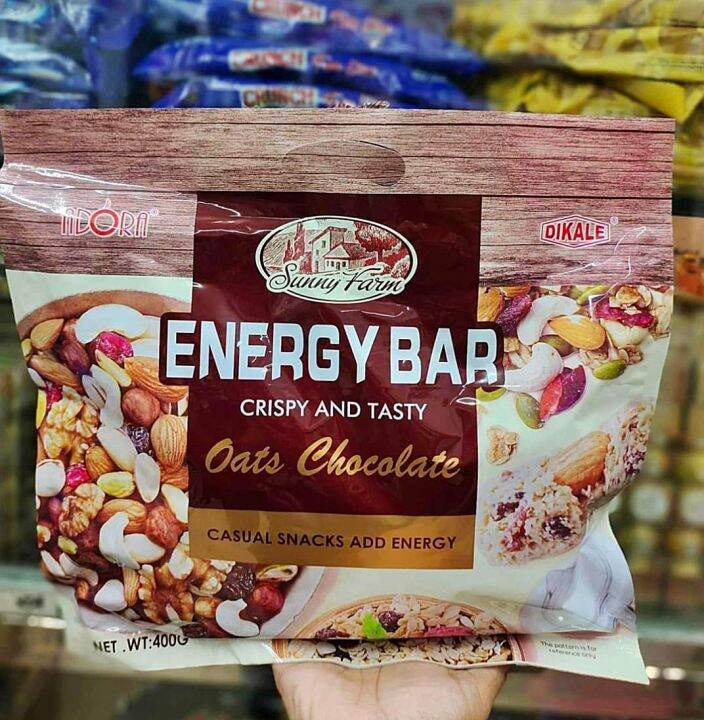 CRUNCH
CRUNCH
CRUNCH
ADORA®
DIKALE®
Sunny Farm
ENERGY BAR
CRISPY AND TASTY
Oats Chocolate
CASUAL SNACKS ADD ENERGY
NET .WT:400G
The pattern is for
reference only